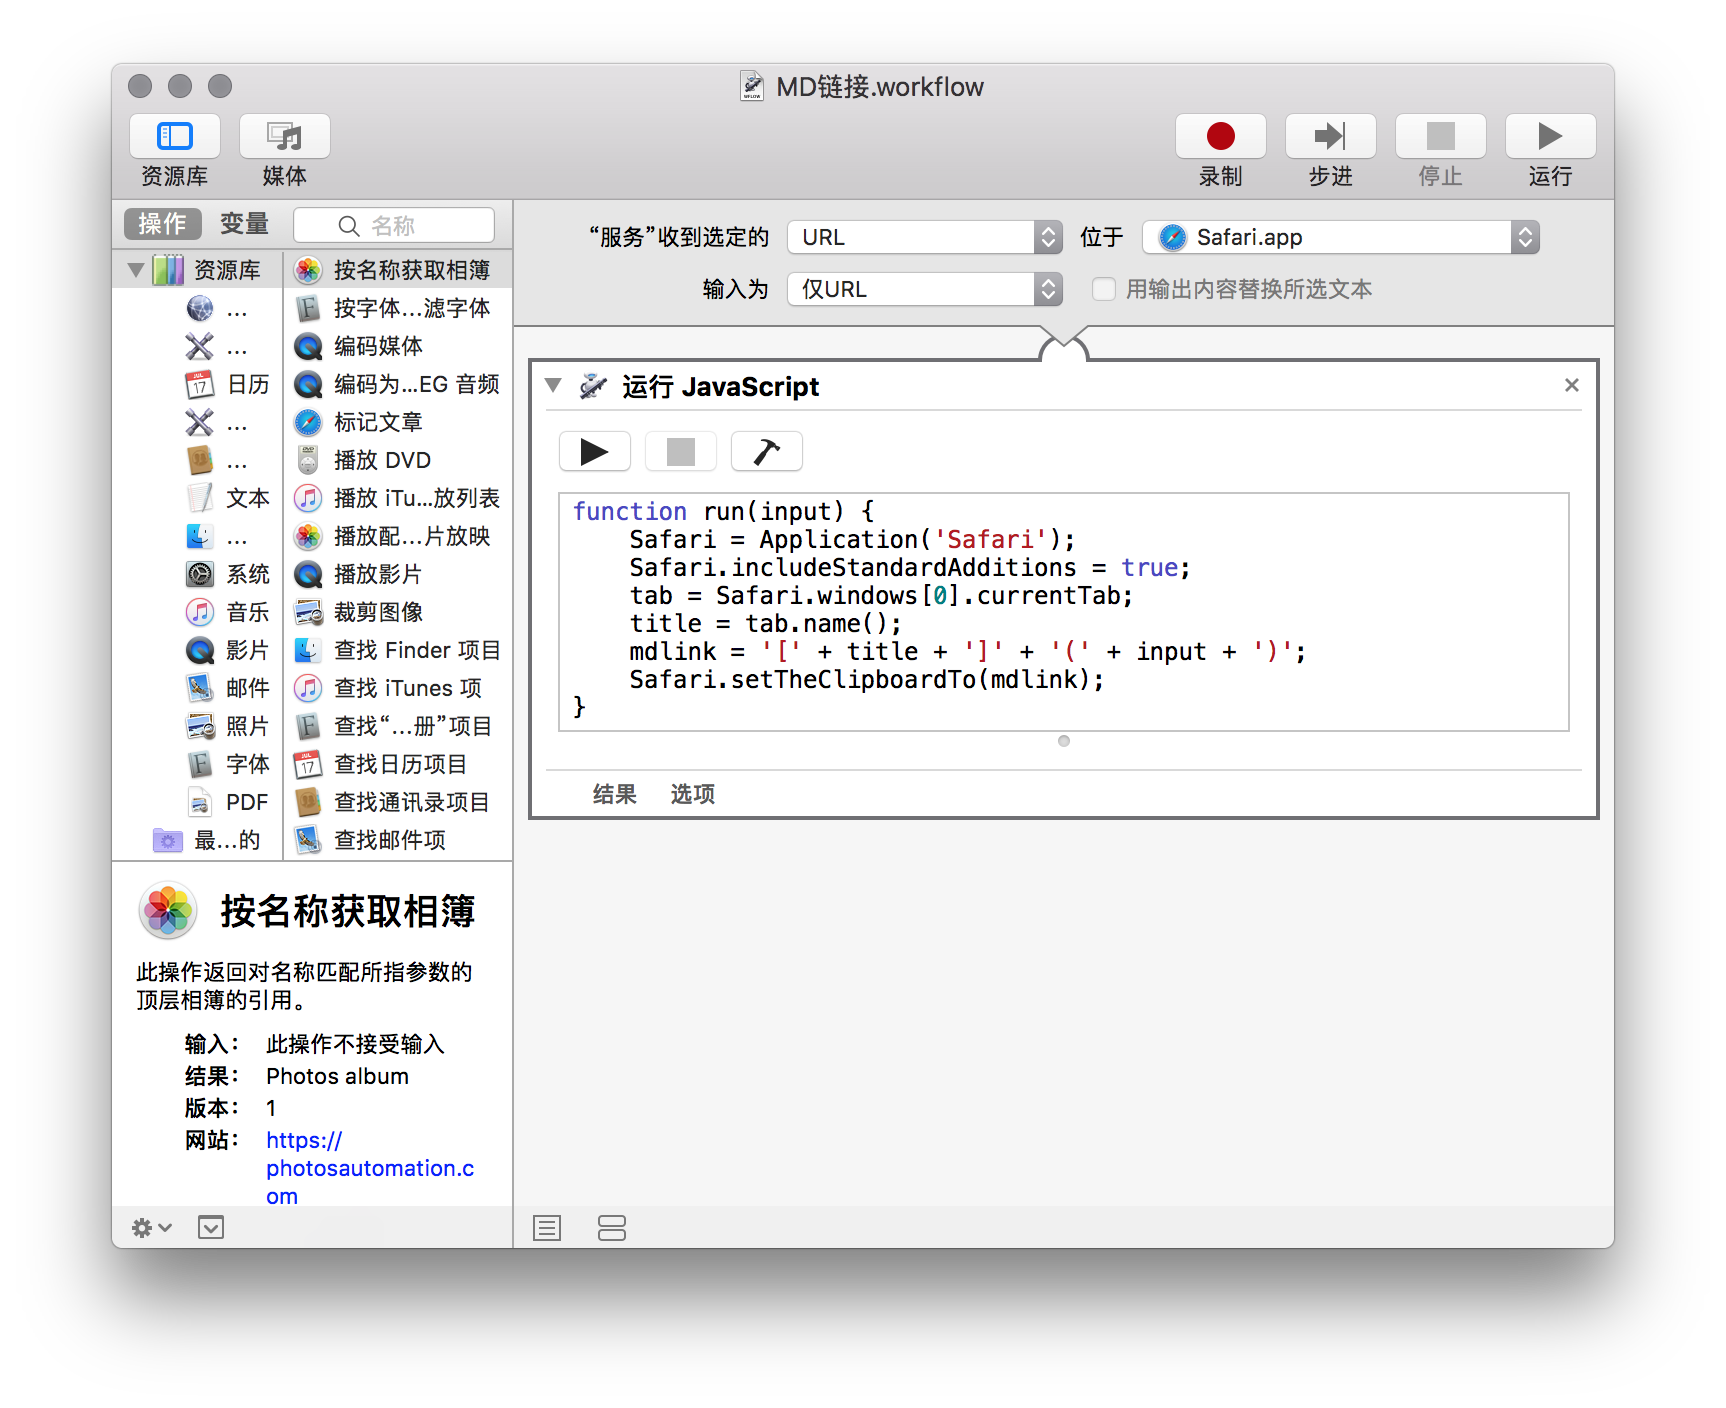 MD链接.workflow
资源库
媒体
录制
步进
停止
运行
操作
变量
名称
“服务”收到选定的
URL
位于
Safari.app
输入为
仅URL
用输出内容替换所选文本
资源库
...
...
日历
...
...
文本
...
系统
音乐
影片
邮件
照片
字体
PDF
最...的
按名称获取相簿
按字体...滤字体
编码媒体
编码为...EG 音频
标记文章
播放 DVD
播放 iTu...放列表
播放配...片放映
播放影片
裁剪图像
查找 Finder 项目
查找 iTunes 项
查找“...册”项目
查找日历项目
查找通讯录项目
查找邮件项
按名称获取相簿
此操作返回对名称匹配所指参数的
顶层相簿的引用。
输入： 此操作不接受输入
结果： Photos album
版本： 1
网站： https://
photosautomation.c
om
运行 JavaScript
function run(input) {
    Safari = Application('Safari');
    Safari.includeStandardAdditions = true;
    tab = Safari.windows[0].currentTab;
    title = tab.name();
    mdlink = '[' + title + ']' + '(' + input + ')';
    Safari.setTheClipboardTo(mdlink);
}
结果
选项